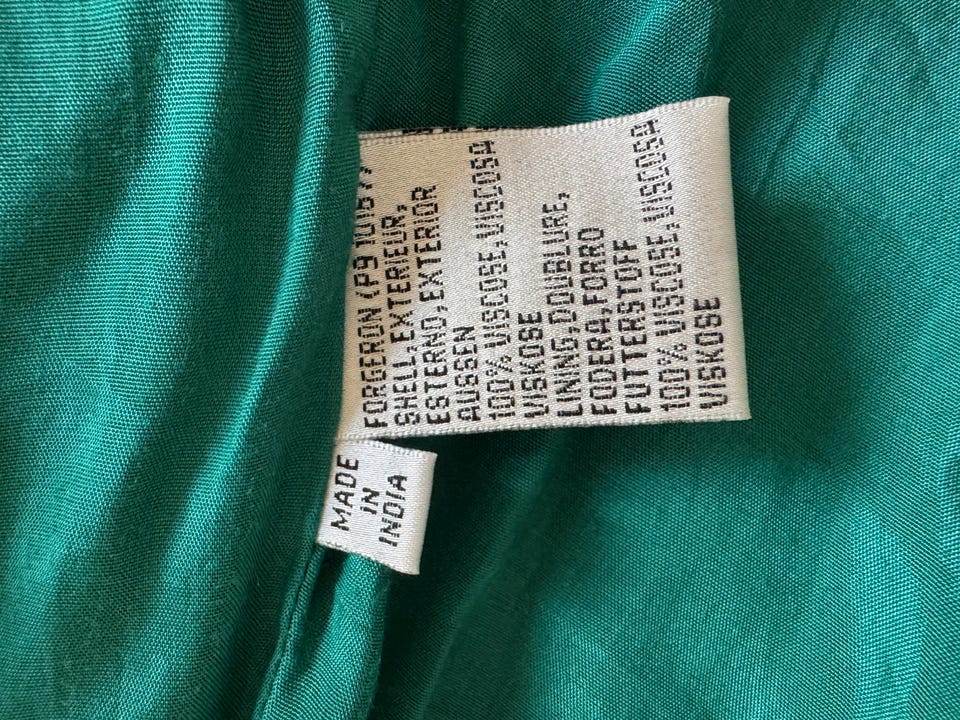 FORGERON
SHELL,EXTERIEUR,
ESTERNO,EXTERIOR
AUSSEN
100% VISCOSE,VISCOSA
VISKOSE
LINNG,DOUBLURE,
FODERA,FORRO
FUTTERSTOFF
100% VISCOSE,VISCOSA
VISKOSE
MADE
IN
INDIA